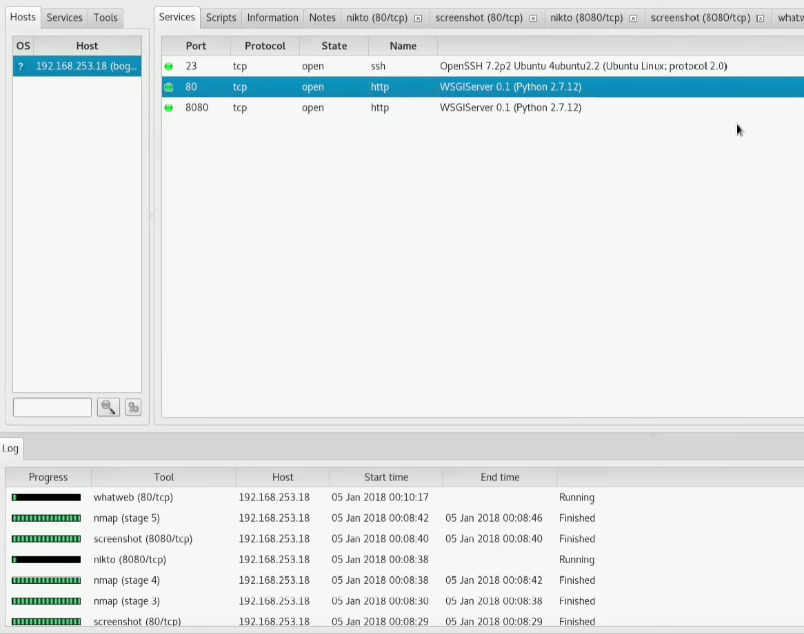 Hosts Services Tools
OS Host
? 192.168.253.18 (bog...
Services Scripts Information Notes nikto (80/tcp) screenshot (80/tcp) nikto (8080/tcp) screenshot (8080/tcp) whatw
Port Protocol State Name
23 tcp open ssh OpenSSH 7.2p2 Ubuntu 4ubuntu2.2 (Ubuntu Linux; protocol 2.0)
80 tcp open http WSGIServer 0.1 (Python 2.7.12)
8080 tcp open http WSGIServer 0.1 (Python 2.7.12)
Log
Progress Tool Host Start time End time
whatweb (80/tcp) 192.168.253.18 05 Jan 2018 00:10:17 Running
nmap (stage 5) 192.168.253.18 05 Jan 2018 00:08:42 05 Jan 2018 00:08:46 Finished
screenshot (8080/tcp) 192.168.253.18 05 Jan 2018 00:08:40 05 Jan 2018 00:08:40 Finished
nikto (8080/tcp) 192.168.253.18 05 Jan 2018 00:08:38 Running
nmap (stage 4) 192.168.253.18 05 Jan 2018 00:08:38 05 Jan 2018 00:08:42 Finished
nmap (stage 3) 192.168.253.18 05 Jan 2018 00:08:30 05 Jan 2018 00:08:38 Finished
screenshot (80/tcp) 192.168.253.18 05 Jan 2018 00:08:29 05 Jan 2018 00:08:29 Finished